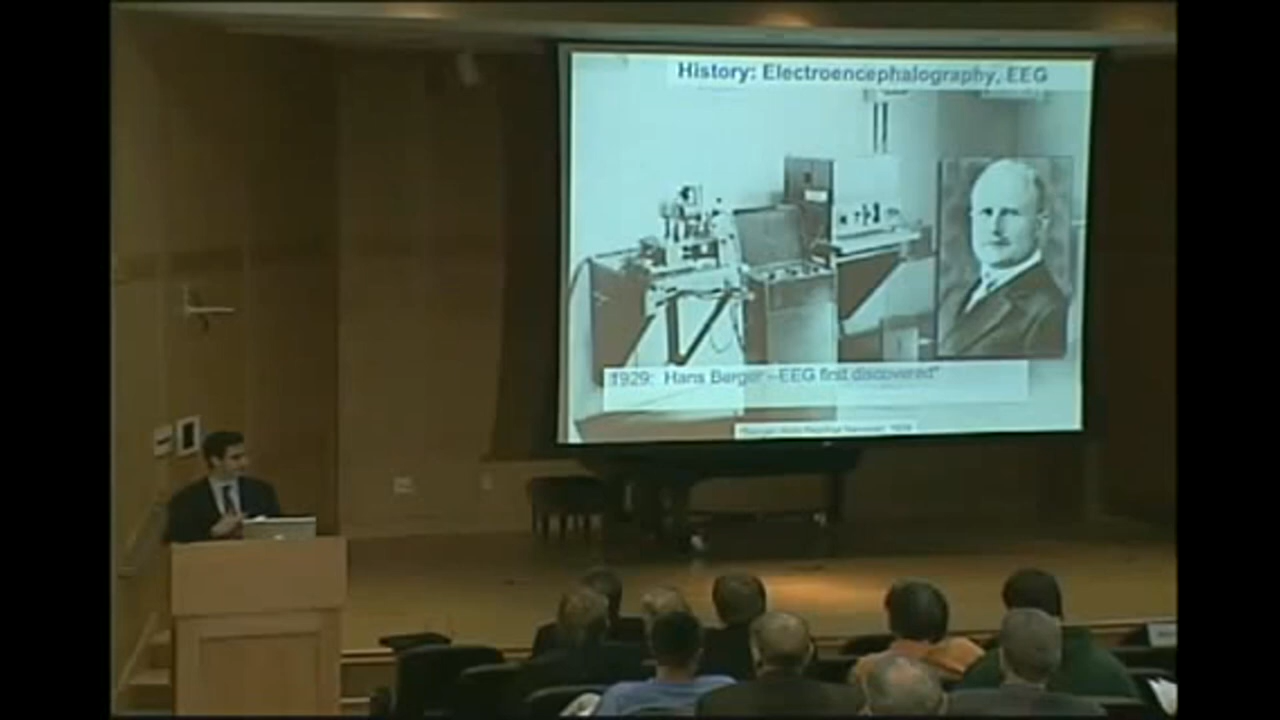 History: Electroencephalography, EEG
1929: Hans Berger - EEG first discovered"